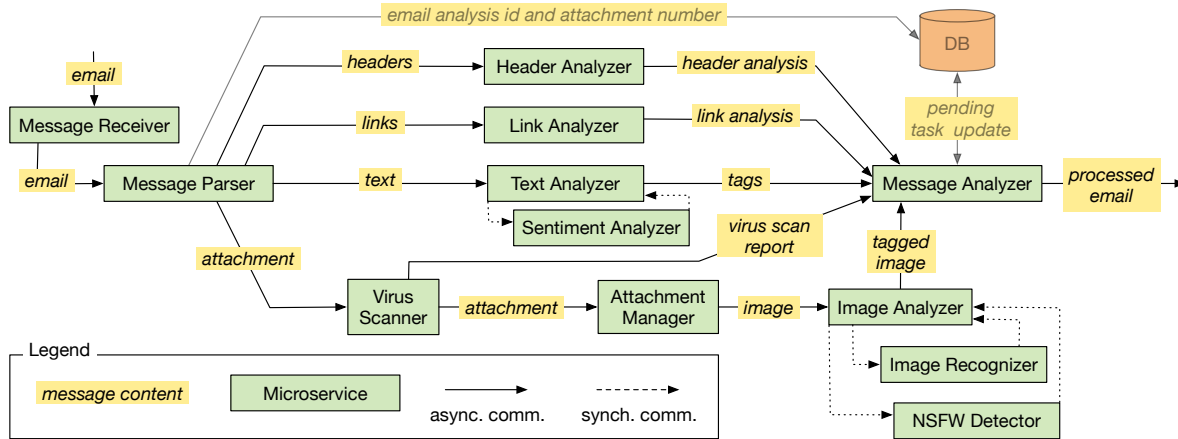 email analysis id and attachment number
DB
email
headers
Header Analyzer
header analysis
Message Receiver
links
Link Analyzer
link analysis
pending
task update
email
Message Parser
text
Text Analyzer
tags
Message Analyzer
processed
email
Sentiment Analyzer
virus scan
report
attachment
tagged
image
Virus
Scanner
attachment
Attachment
Manager
image
Image Analyzer
Legend
Image Recognizer
message content
Microservice
async. comm.
synch. comm.
NSFW Detector